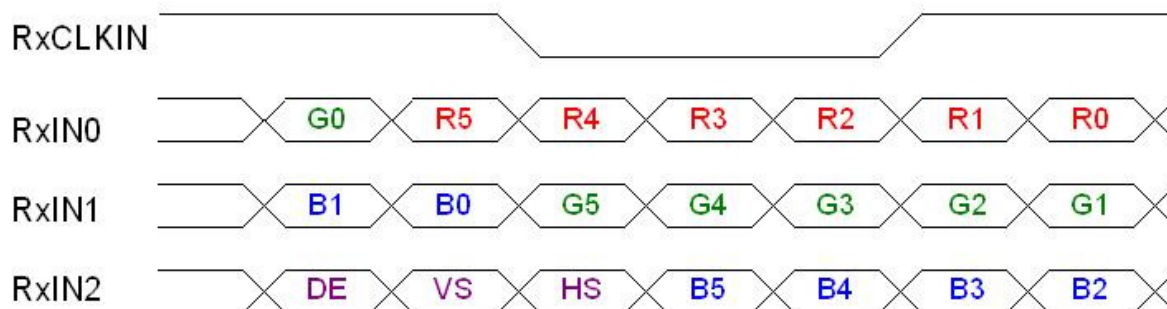 RxCLKIN
RxIN0 G0 R5 R4 R3 R2 R1 R0
RxIN1 B1 B0 G5 G4 G3 G2 G1
RxIN2 DE VS HS B5 B4 B3 B2